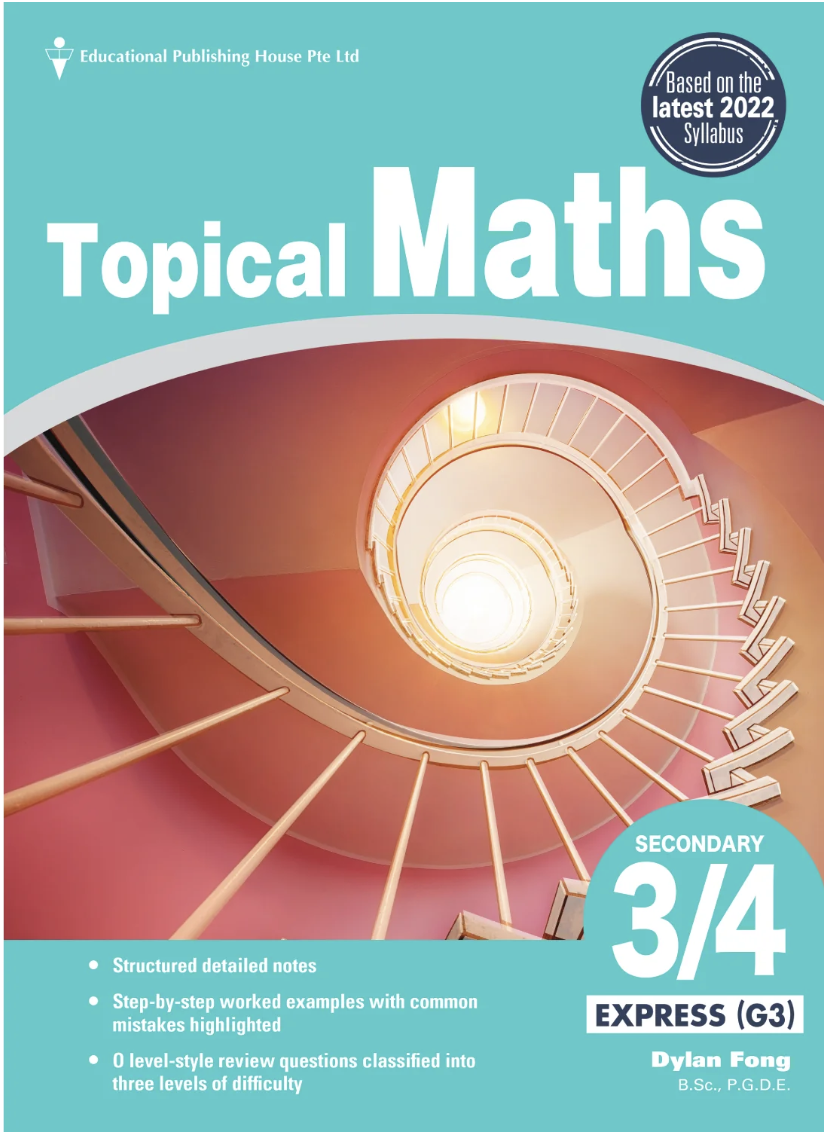 Educational Publishing House Pte Ltd
Based on the
latest 2022
Syllabus
Topical Maths
SECONDARY
3/4
EXPRESS (G3)
• Structured detailed notes
• Step-by-step worked examples with common
mistakes highlighted
• O level-style review questions classified into
three levels of difficulty
Dylan Fong
B.Sc., P.G.D.E.